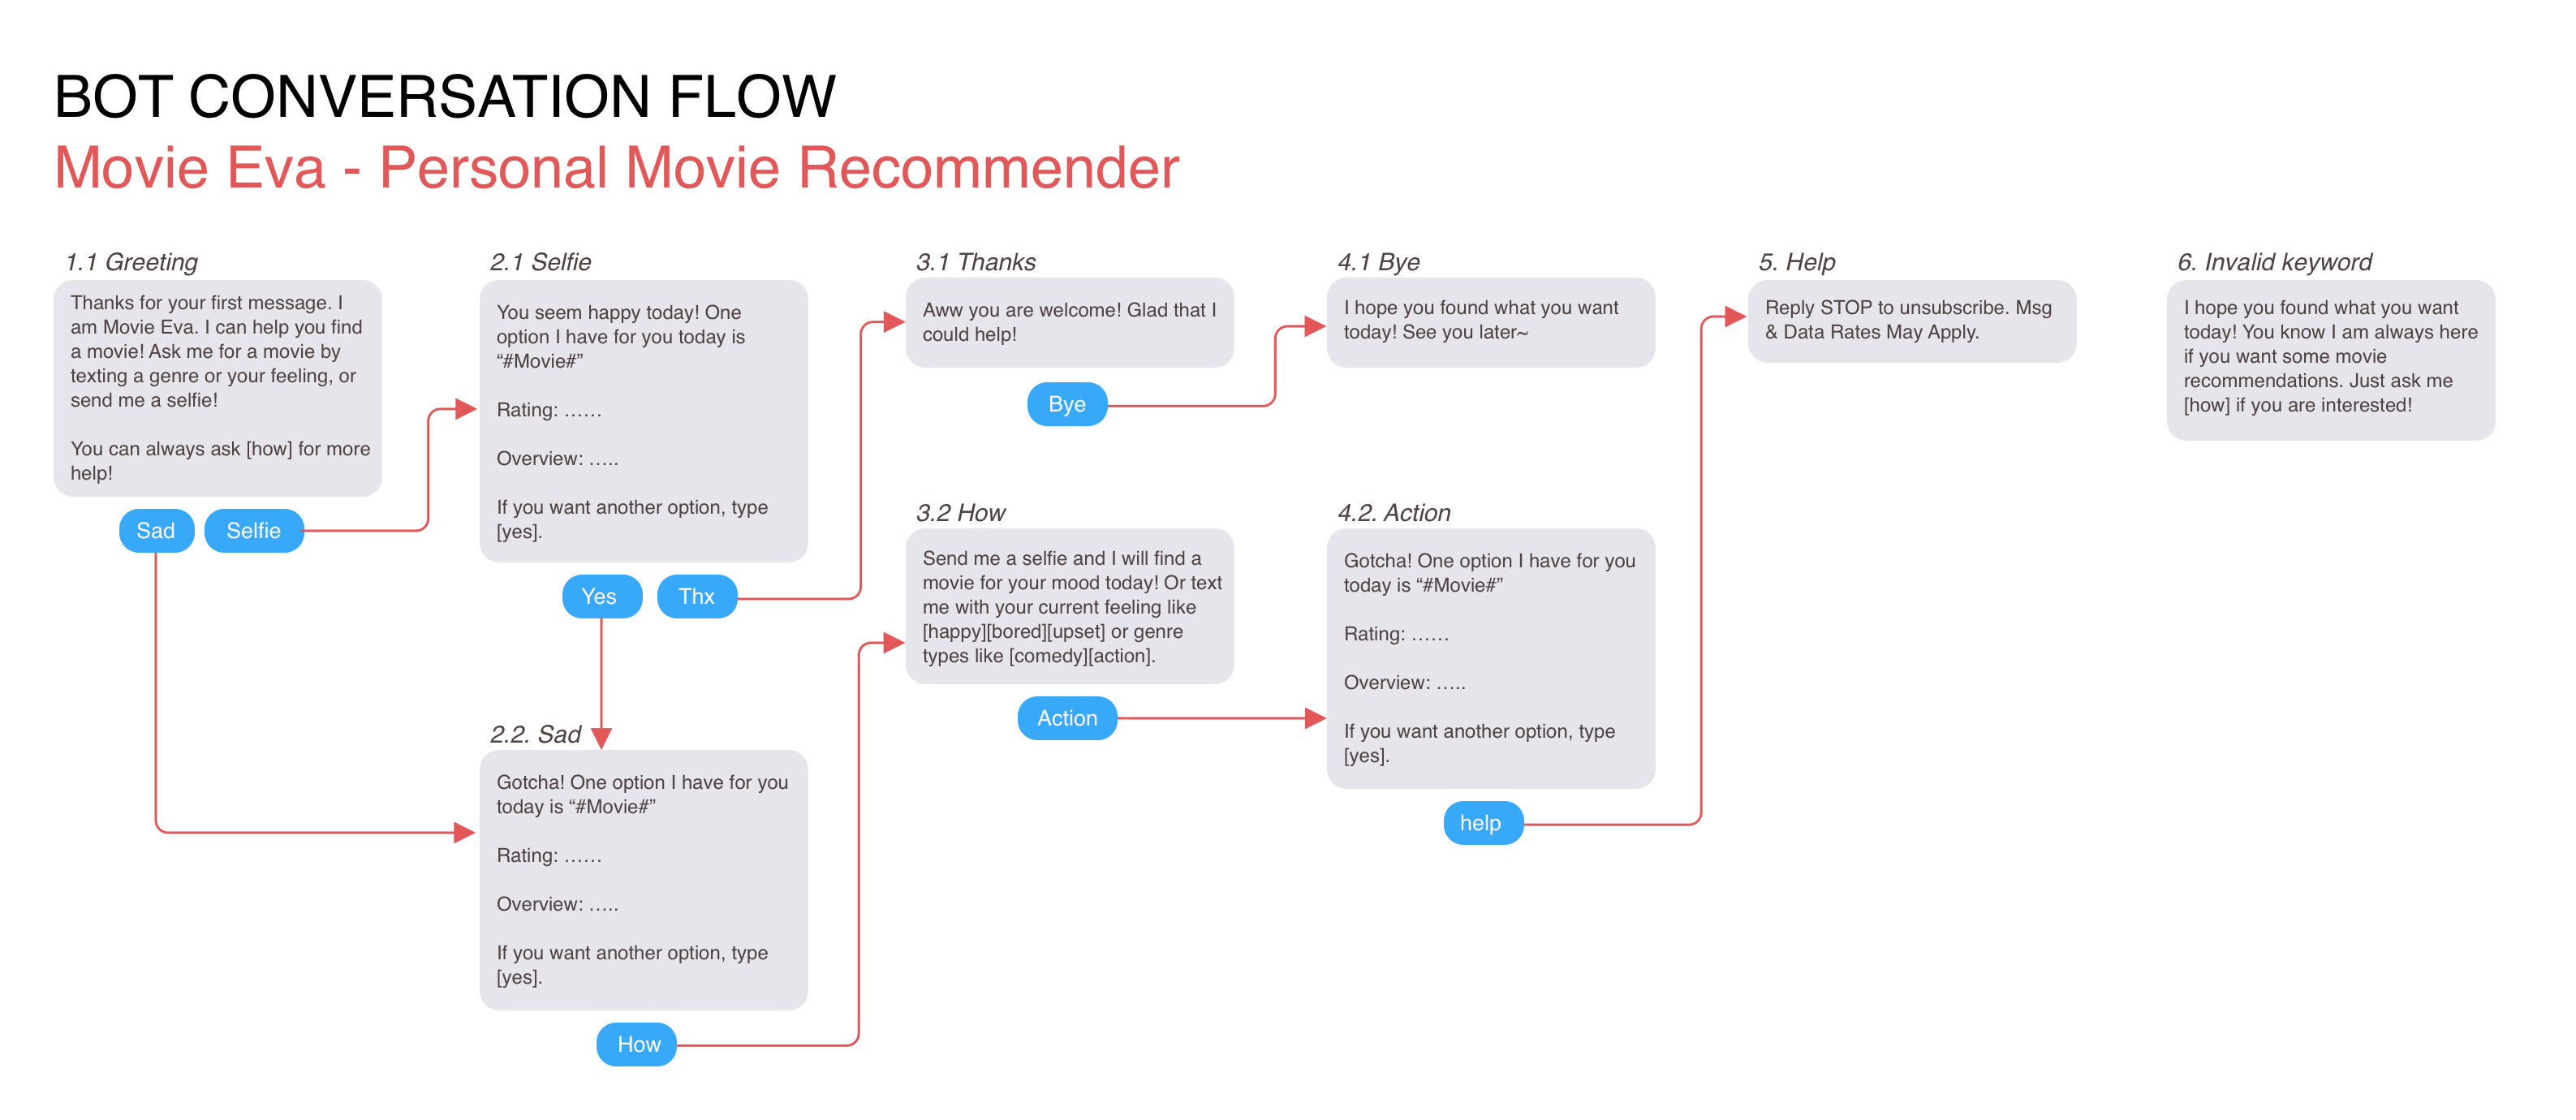 BOT CONVERSATION FLOW
Movie Eva - Personal Movie Recommender
1.1 Greeting
Thanks for your first message. I
am Movie Eva. I can help you find
a movie! Ask me for a movie by
texting a genre or your feeling, or
send me a selfie!
You can always ask [how] for more
help!
Sad
Selfie
2.1 Selfie
You seem happy today! One
option I have for you today is
“#Movie#”
Rating: ……
Overview: …..
If you want another option, type
[yes].
Yes
Thx
2.2. Sad
Gotcha! One option I have for you
today is “#Movie#”
Rating: ……
Overview: …..
If you want another option, type
[yes].
How
3.1 Thanks
Aww you are welcome! Glad that I
could help!
Bye
3.2 How
Send me a selfie and I will find a
movie for your mood today! Or text
me with your current feeling like
[happy][bored][upset] or genre
types like [comedy][action].
Action
4.1 Bye
I hope you found what you want
today! See you later~
4.2. Action
Gotcha! One option I have for you
today is “#Movie#”
Rating: ……
Overview: …..
If you want another option, type
[yes].
help
5. Help
Reply STOP to unsubscribe. Msg
& Data Rates May Apply.
6. Invalid keyword
I hope you found what you want
today! You know I am always here
if you want some movie
recommendations. Just ask me
[how] if you are interested!